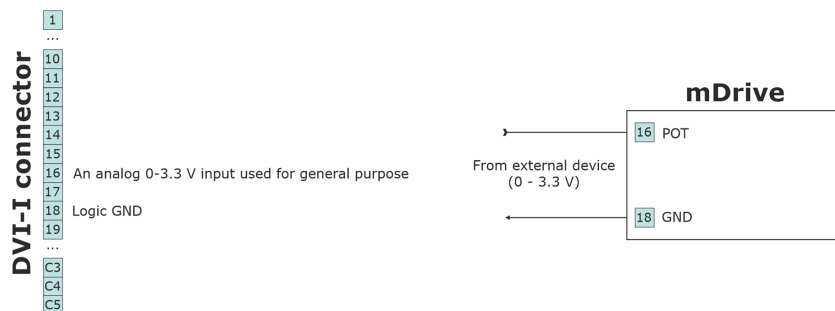 DVI-I connector
1
...
10
11
12
13
14
15
16 An analog 0-3.3 V input used for general purpose
17
18 Logic GND
19
...
C3
C4
C5
mDrive
16 POT
From external device
(0 - 3.3 V)
18 GND